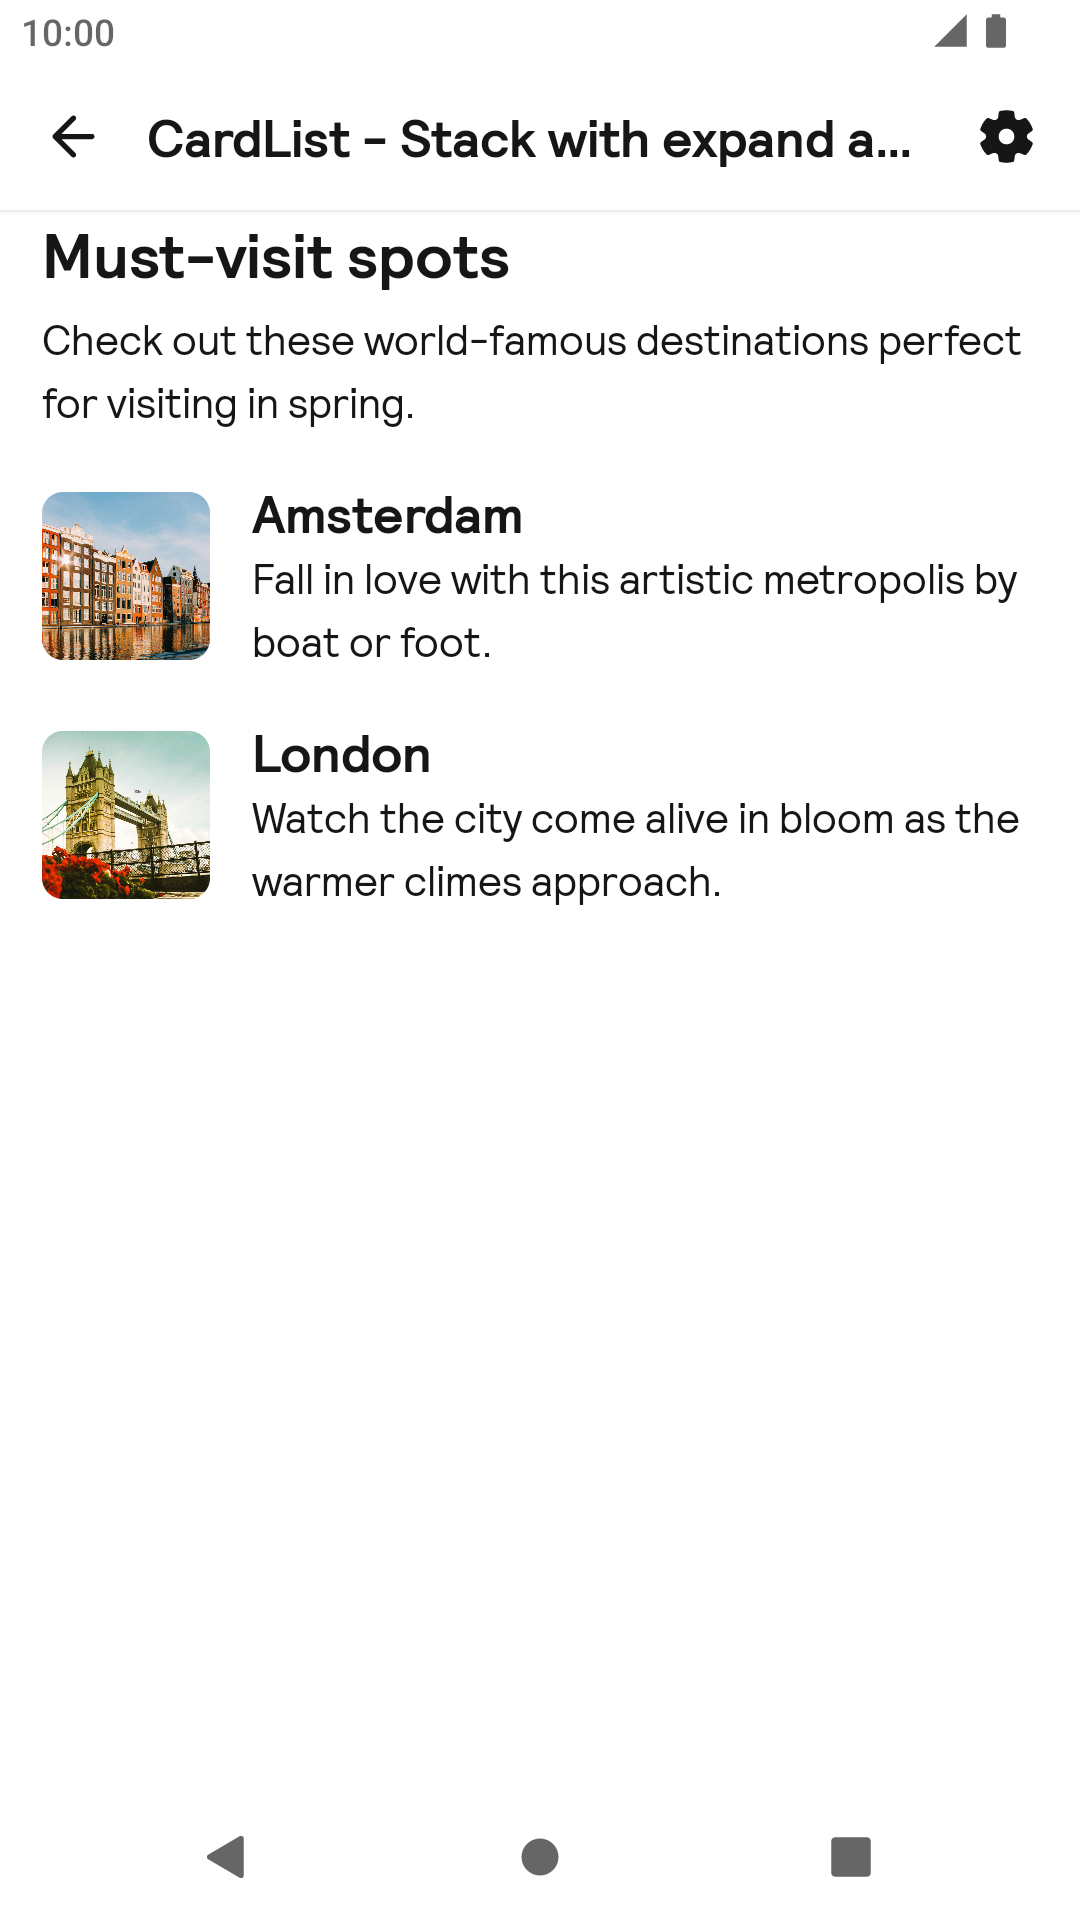 10:00
CardList - Stack with expand a...
Must-visit spots
Check out these world-famous destinations perfect
for visiting in spring.
Amsterdam
Fall in love with this artistic metropolis by
boat or foot.
London
Watch the city come alive in bloom as the
warmer climes approach.